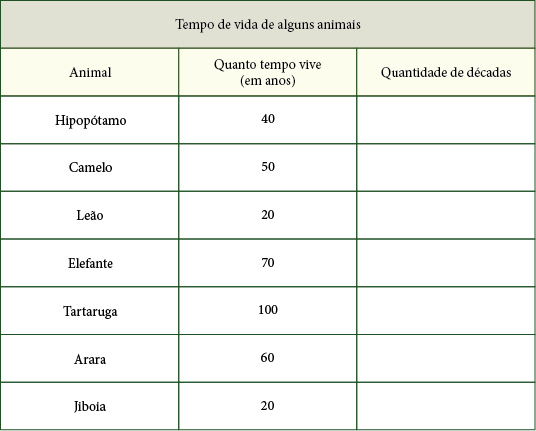 Tempo de vida de alguns animais
Animal
Quanto tempo vive
(em anos)
Quantidade de décadas
Hipopótamo
40
Camelo
50
Leão
20
Elefante
70
Tartaruga
100
Arara
60
Jiboia
20